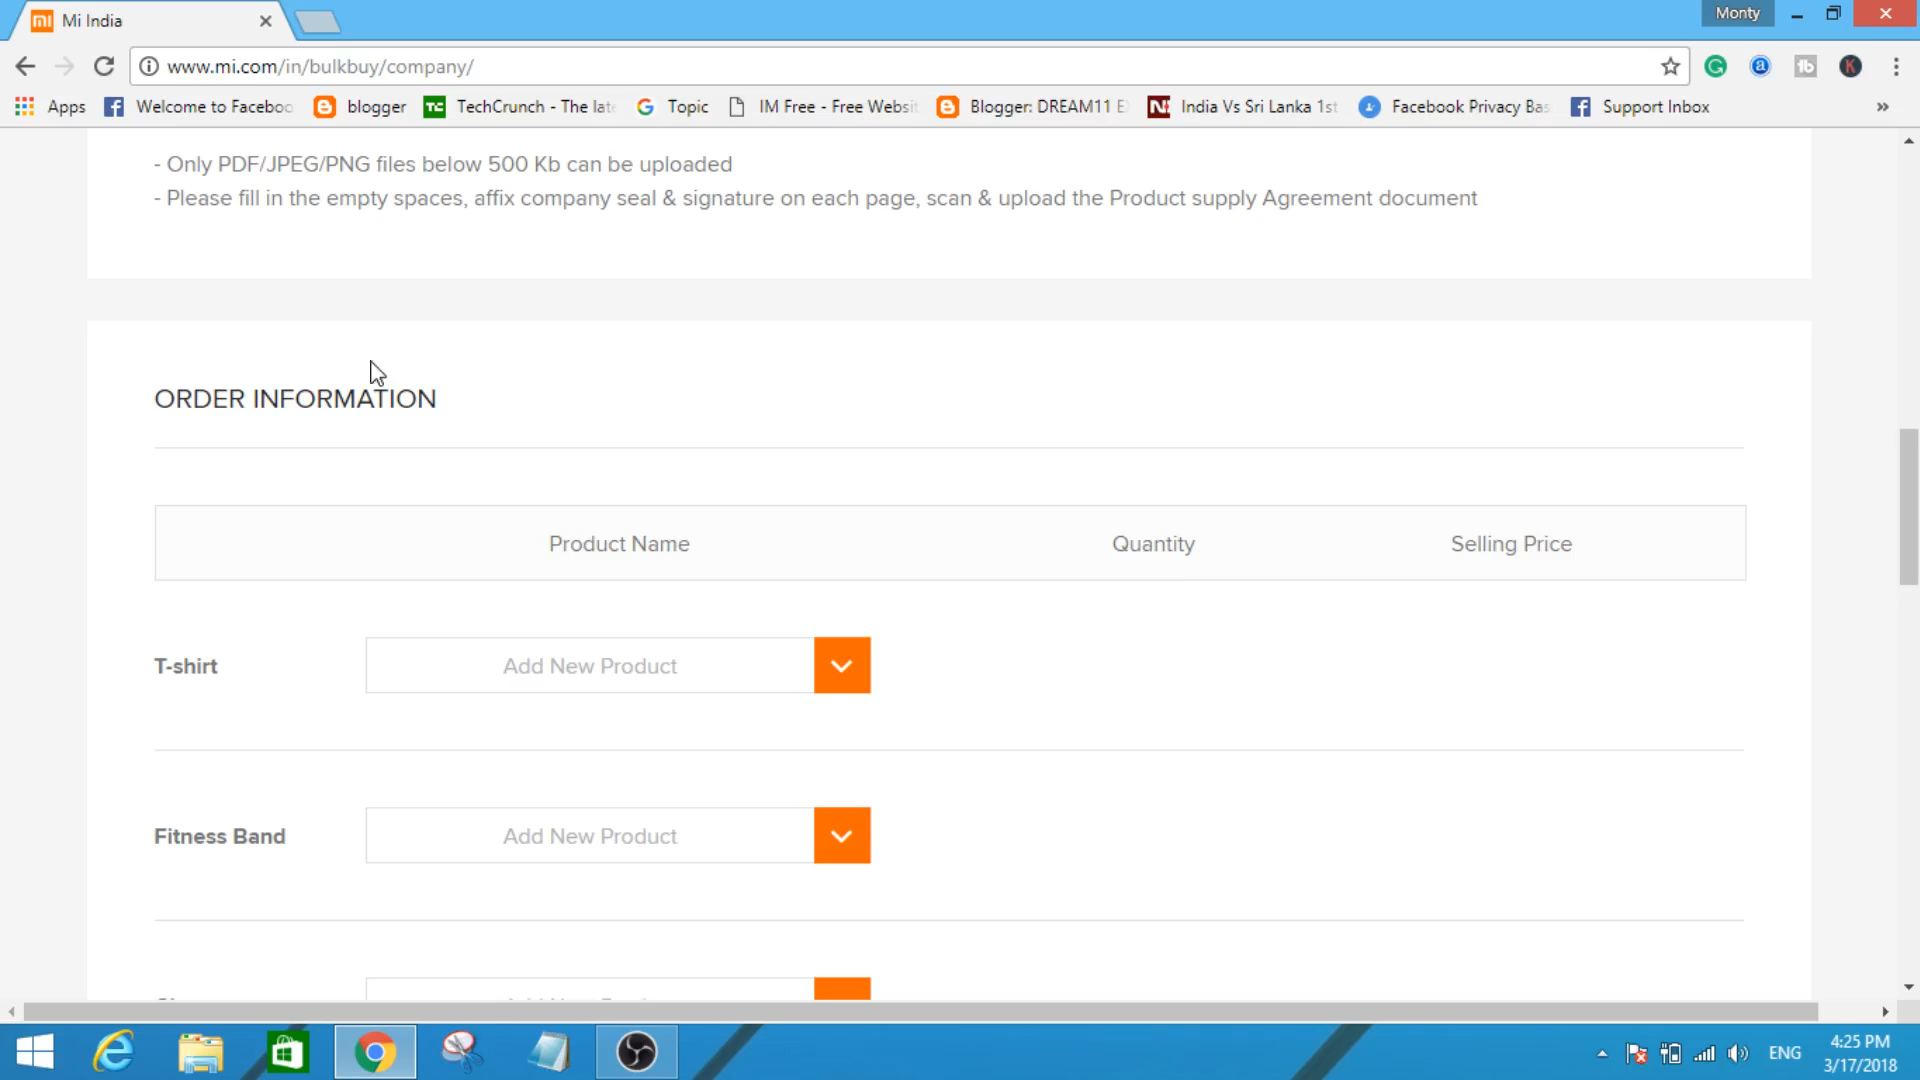 Mi India
Monty
www.mi.com/in/bulkbuy/company/
Apps Welcome to Faceboo blogger TechCrunch - The late Topic IM Free - Free Websit Blogger: DREAM11 E India Vs Sri Lanka 1st Facebook Privacy Bas Support Inbox »
- Only PDF/JPEG/PNG files below 500 Kb can be uploaded
- Please fill in the empty spaces, affix company seal & signature on each page, scan & upload the Product supply Agreement document
ORDER INFORMATION
Product Name Quantity Selling Price
T-shirt Add New Product
Fitness Band Add New Product
ENG
4:25 PM
3/17/2018